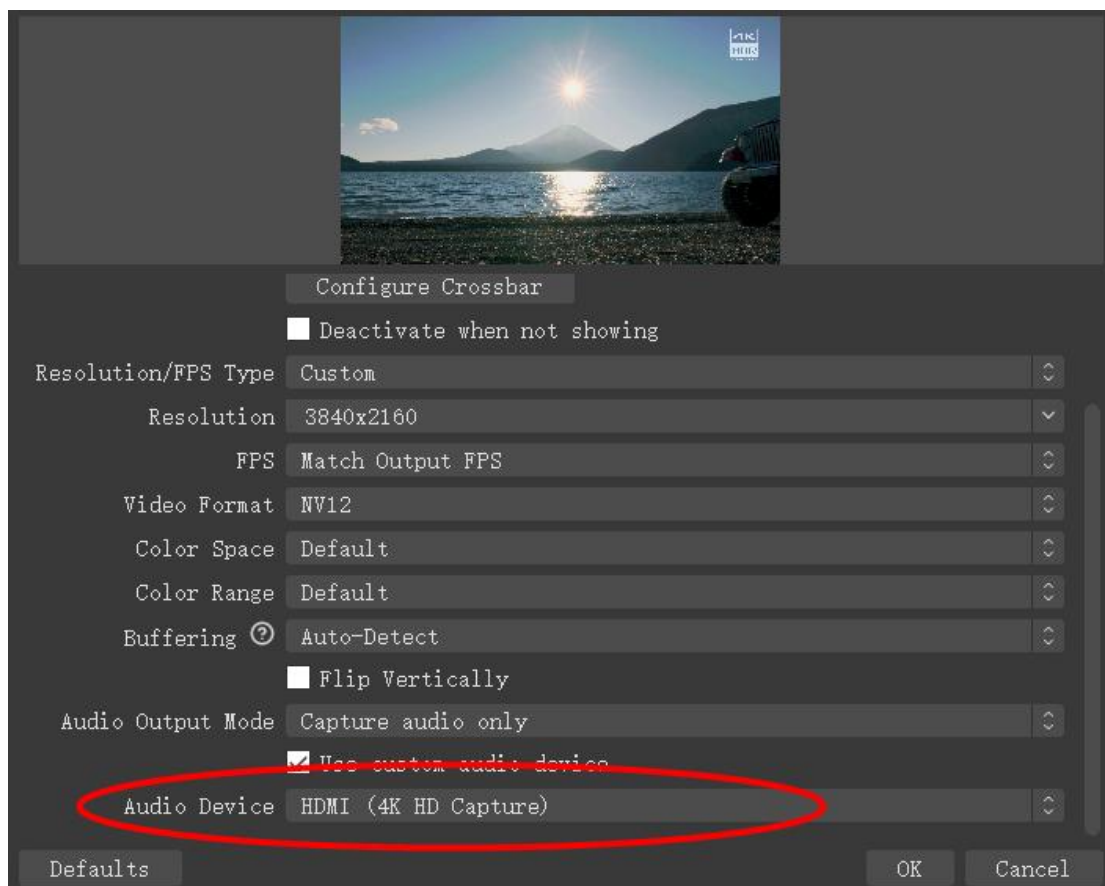 4K
HDR
Configure Crossbar
Deactivate when not showing
Resolution/FPS Type Custom
Resolution 3840x2160
FPS Match Output FPS
Video Format NV12
Color Space Default
Color Range Default
Buffering ? Auto-Detect
Flip Vertically
Audio Output Mode Capture audio only
Use custom audio device
Audio Device HDMI (4K HD Capture)
Defaults OK Cancel